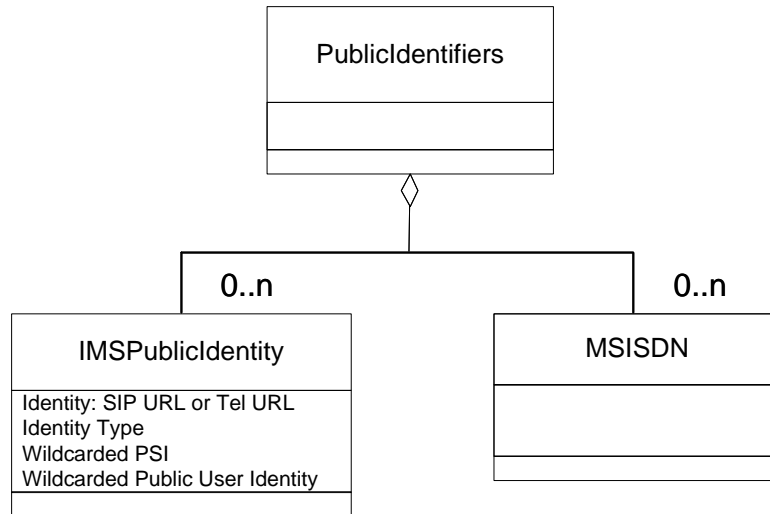 PublicIdentifiers
0..n
0..n
IMSPublicIdentity
MSISDN
Identity: SIP URL or Tel URL
Identity Type
Wildcarded PSI
Wildcarded Public User Identity